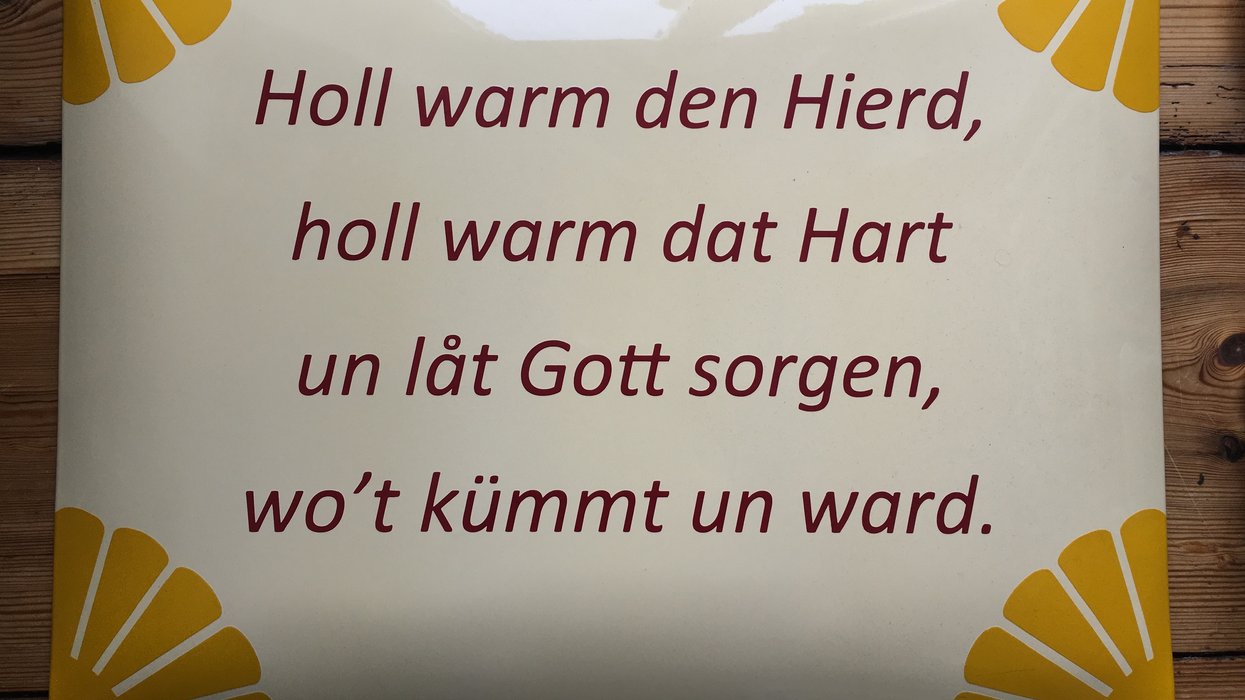 Holl warm den Hierd,
holl warm dat Hart
un låt Gott sorgen,
wo’t kümmt un ward.